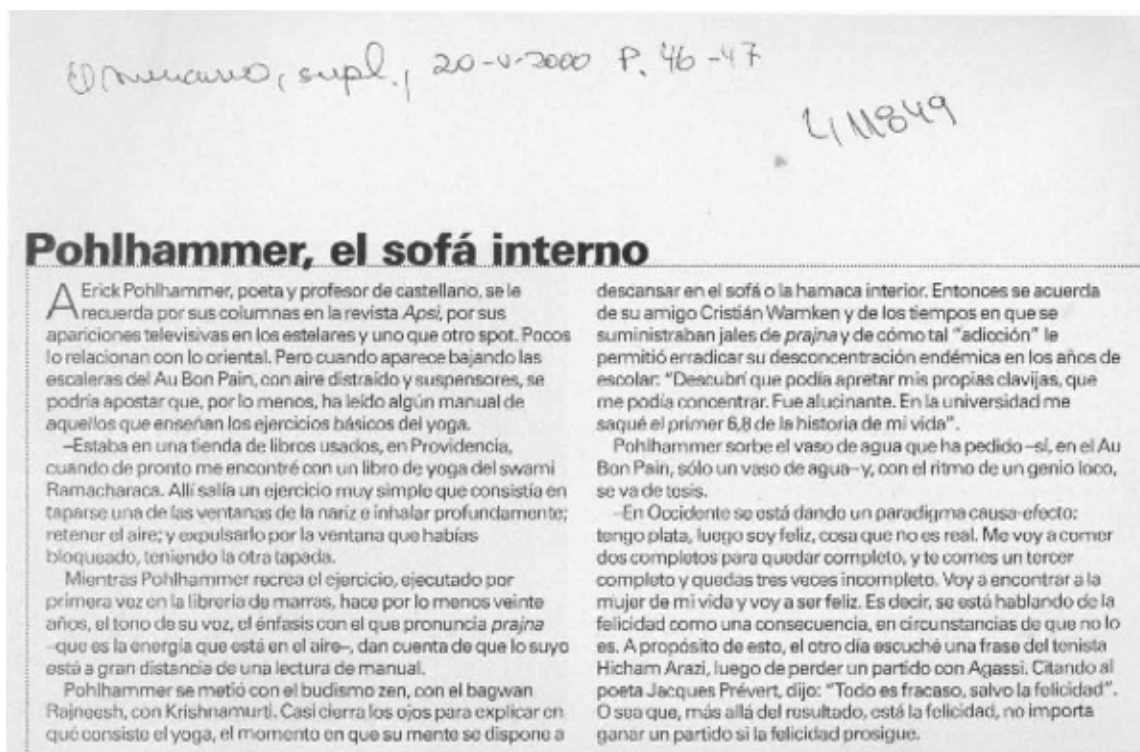 El Mercurio, supl., 20-V-2000 P. 46-47
411849
Pohlhammer, el sofá interno
A Erick Pohlhammer, poeta y profesor de castellano, se le
recuerda por sus columnas en la revista Apsi, por sus
apariciones televisivas en los estelares y uno que otro spot. Pocos
lo relacionan con lo oriental. Pero cuando aparece bajando las
escaleras del Au Bon Pain, con aire distraído y suspensores, se
podría apostar que, por lo menos, ha leído algún manual de
aquellos que enseñan los ejercicios básicos del yoga.
–Estaba en una tienda de libros usados, en Providencia,
cuando de pronto me encontré con un libro de yoga del swami
Ramacharaca. Allí salía un ejercicio muy simple que consistía en
taparse una de las ventanas de la nariz e inhalar profundamente;
retener el aire; y expulsarlo por la ventana que habías
bloqueado, teniendo la otra tapada.
Mientras Pohlhammer recrea el ejercicio, ejecutado por
primera vez en la librería de marras, hace por lo menos veinte
años, el tono de su voz, el énfasis con el que pronuncia prajna
–que es la energía que está en el aire–, dan cuenta de que lo suyo
está a gran distancia de una lectura de manual.
Pohlhammer se metió con el budismo zen, con el bagwan
Rajneesh, con Krishnamurti. Casi cierra los ojos para explicar en
qué consiste el yoga, el momento en que su mente se dispone a
descansar en el sofá o la hamaca interior. Entonces se acuerda
de su amigo Cristián Warnken y de los tiempos en que se
suministraban jales de prajna y de cómo tal "adicción" le
permitió erradicar su desconcentración endémica en los años de
escolar: "Descubrí que podía apretar mis propias clavijas, que
me podía concentrar. Fue alucinante. En la universidad me
saqué el primer 6,8 de la historia de mi vida".
Pohlhammer sorbe el vaso de agua que ha pedido –sí, en el Au
Bon Pain, sólo un vaso de agua– y, con el ritmo de un genio loco,
se va de tesis.
–En Occidente se está dando un paradigma causa-efecto:
tengo plata, luego soy feliz, cosa que no es real. Me voy a comer
dos completos para quedar completo, y te comes un tercer
completo y quedas tres veces incompleto. Voy a encontrar a la
mujer de mi vida y voy a ser feliz. Es decir, se está hablando de la
felicidad como una consecuencia, en circunstancias de que no lo
es. A propósito de esto, el otro día escuché una frase del tenista
Hicham Arazi, luego de perder un partido con Agassi. Citando al
poeta Jacques Prévert, dijo: "Todo es fracaso, salvo la felicidad".
O sea que, más allá del resultado, está la felicidad, no importa
ganar un partido si la felicidad prosigue.